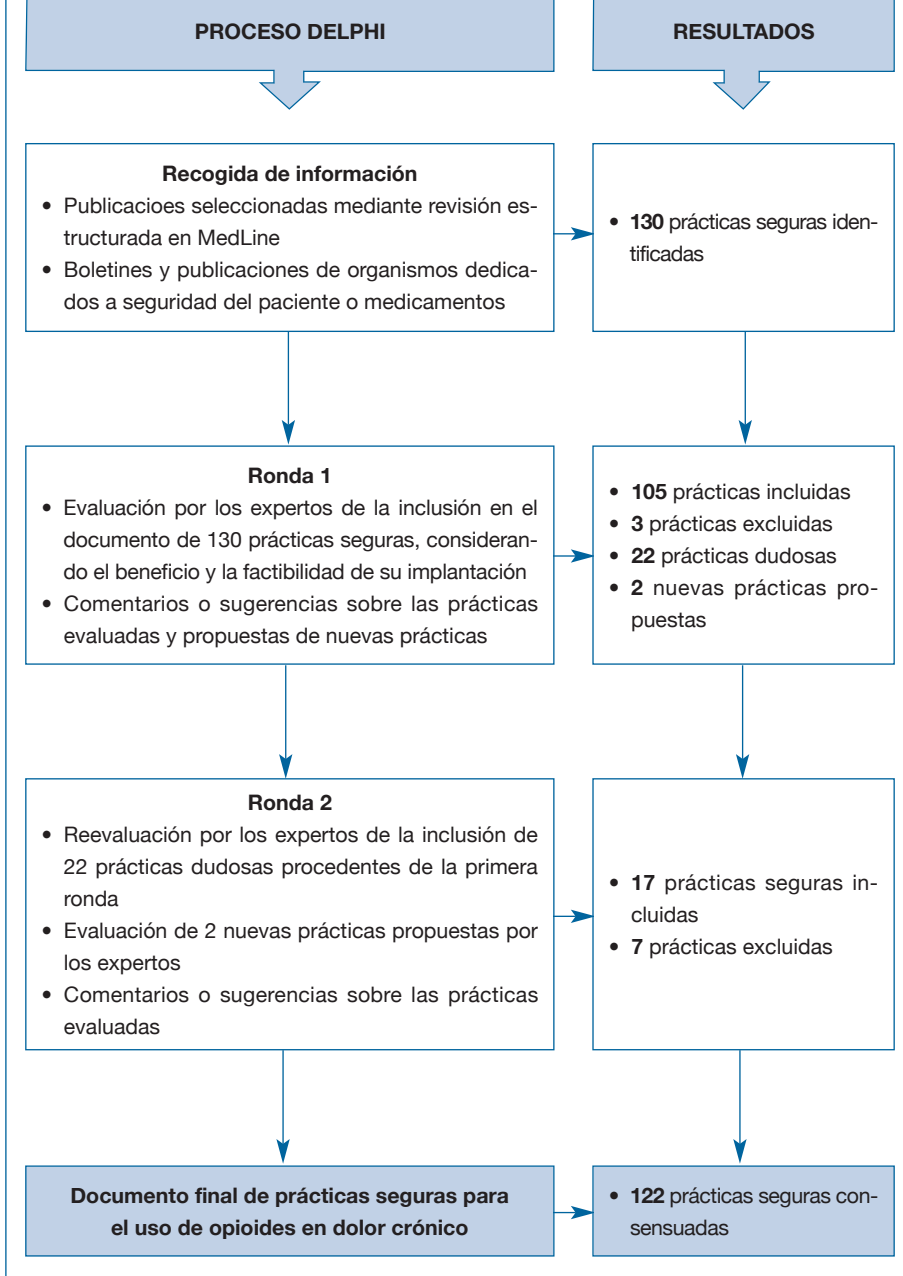 PROCESO DELPHI
RESULTADOS
Recogida de información
• Publicacioes seleccionadas mediante revisión es-
tructurada en MedLine
• Boletines y publicaciones de organismos dedica-
dos a seguridad del paciente o medicamentos
• 130 prácticas seguras iden-
tificadas
Ronda 1
• Evaluación por los expertos de la inclusión en el
documento de 130 prácticas seguras, consideran-
do el beneficio y la factibilidad de su implantación
• Comentarios o sugerencias sobre las prácticas
evaluadas y propuestas de nuevas prácticas
• 105 prácticas incluidas
• 3 prácticas excluidas
• 22 prácticas dudosas
• 2 nuevas prácticas pro-
puestas
Ronda 2
• Reevaluación por los expertos de la inclusión de
22 prácticas dudosas procedentes de la primera
ronda
• Evaluación de 2 nuevas prácticas propuestas por
los expertos
• Comentarios o sugerencias sobre las prácticas
evaluadas
• 17 prácticas seguras in-
cluidas
• 7 prácticas excluidas
Documento final de prácticas seguras para
el uso de opioides en dolor crónico
• 122 prácticas seguras con-
sensuadas